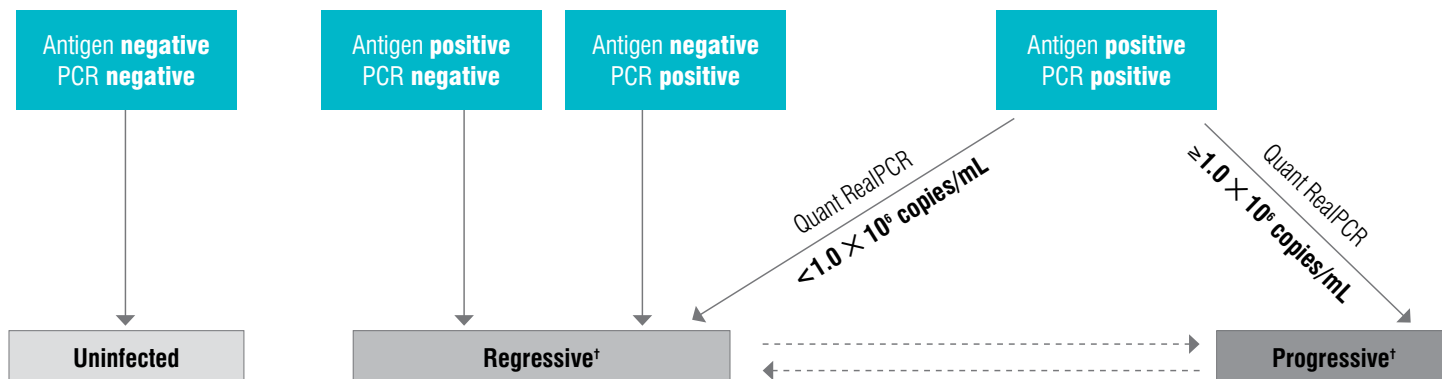 Antigen negative
PCR negative
Antigen positive
PCR negative
Antigen negative
PCR positive
Antigen positive
PCR positive
Quant RealPCR
<1.0 × 10⁶ copies/mL
Quant RealPCR
≥1.0 × 10⁶ copies/mL
Uninfected
Regressive†
Progressive†